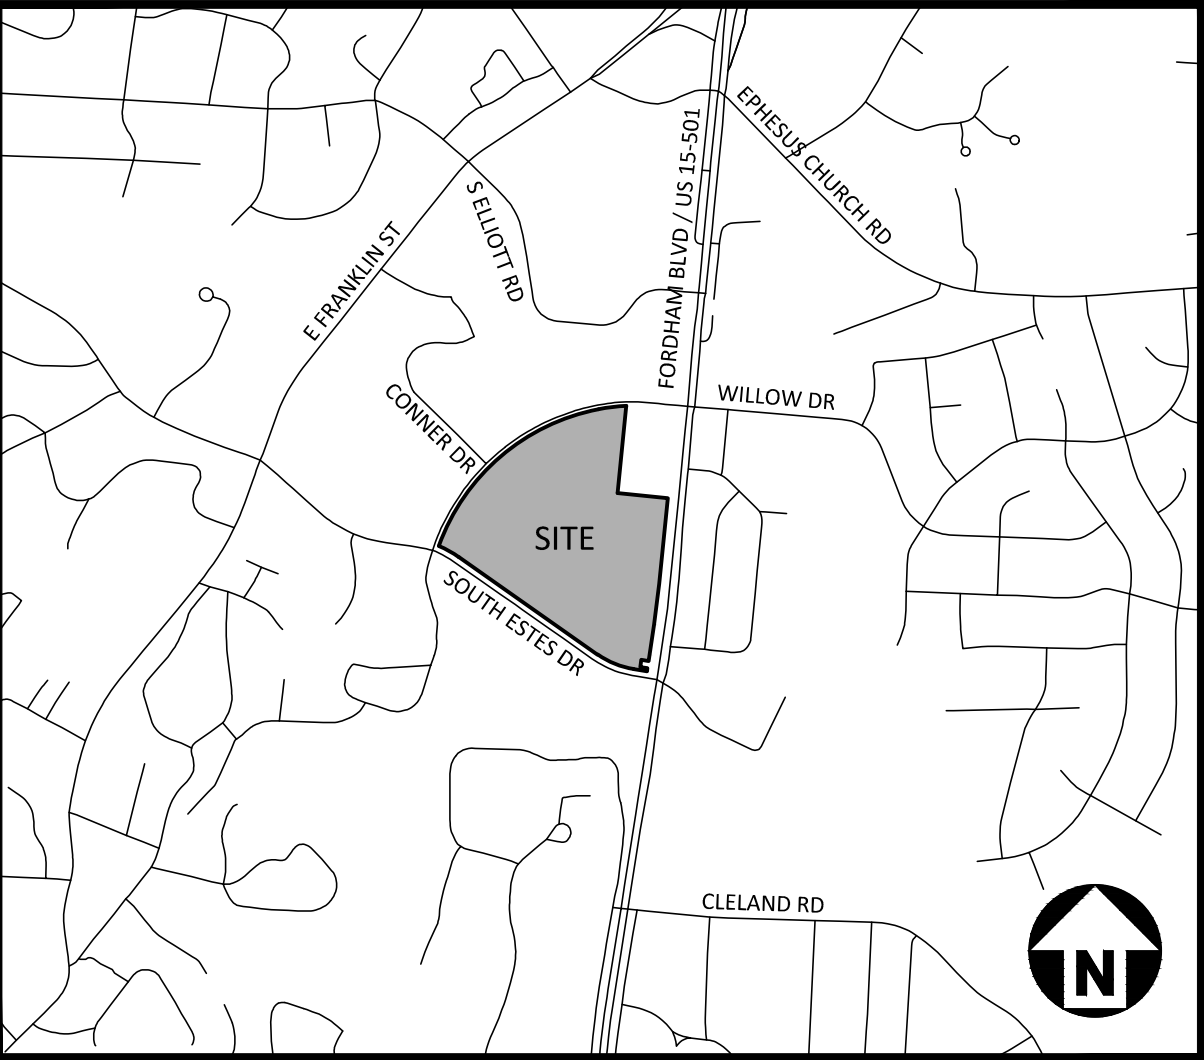 EPHESUS CHURCH RD
FORDHAM BLVD / US 15-501
S ELLIOTT RD
E FRANKLIN ST
CONNER DR
WILLOW DR
SITE
SOUTH ESTES DR
CLELAND RD
N